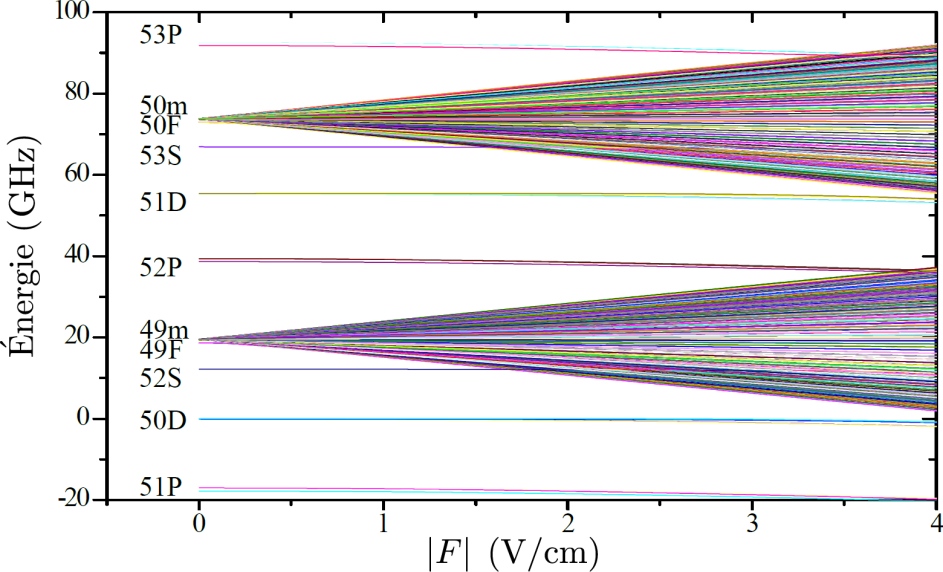 100
80
60
40
20
0
-20
Énergie (GHz)
53P
50m
50F
53S
51D
52P
49m
49F
52S
50D
51P
0
1
2
3
4
|F| (V/cm)